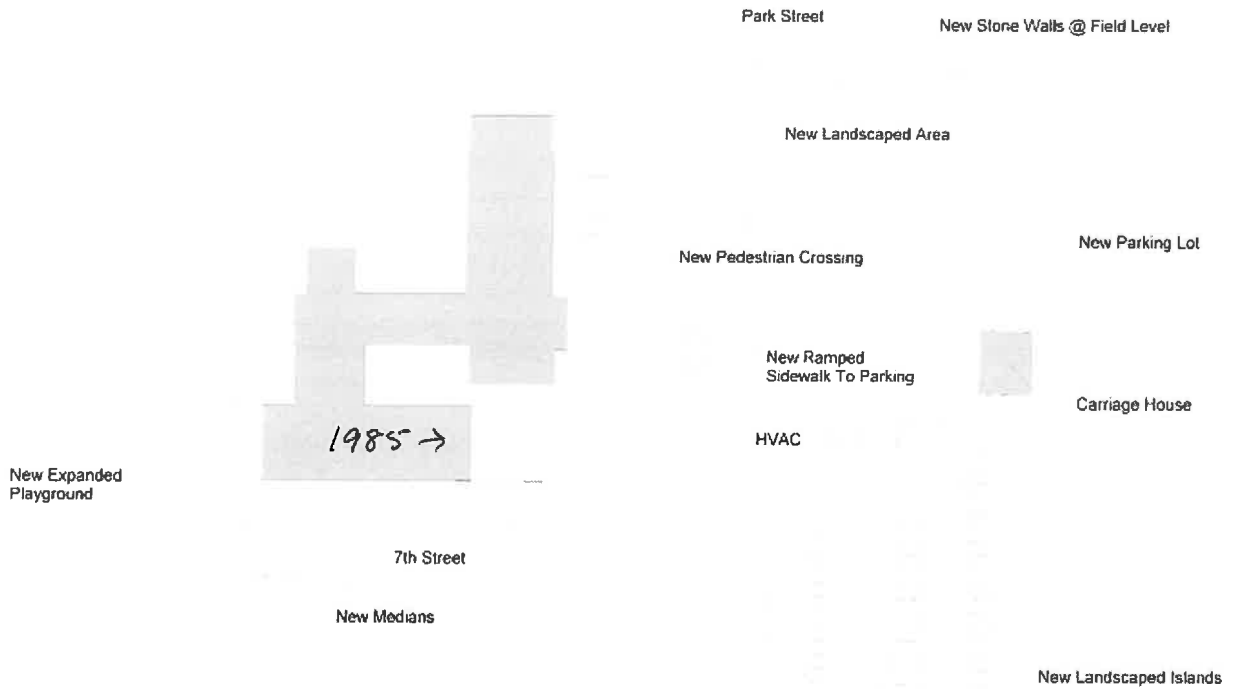 Park Street
New Stone Walls @ Field Level
New Landscaped Area
New Parking Lot
New Pedestrian Crossing
New Ramped
Sidewalk To Parking
Carriage House
1985 →
HVAC
New Expanded
Playground
7th Street
New Medians
New Landscaped Islands